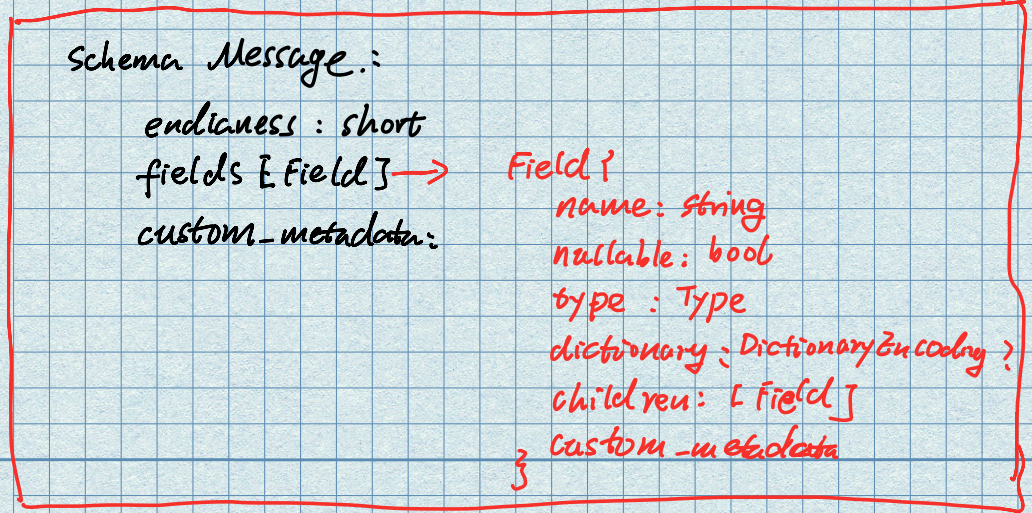 Schema Message.:
endianess : short
fields [Field]
custom_metadata:
Field {
name: string
nullable: bool
type : Type
dictionary: DictionaryEncoding ?
children: [Field]
custom_metadata
}